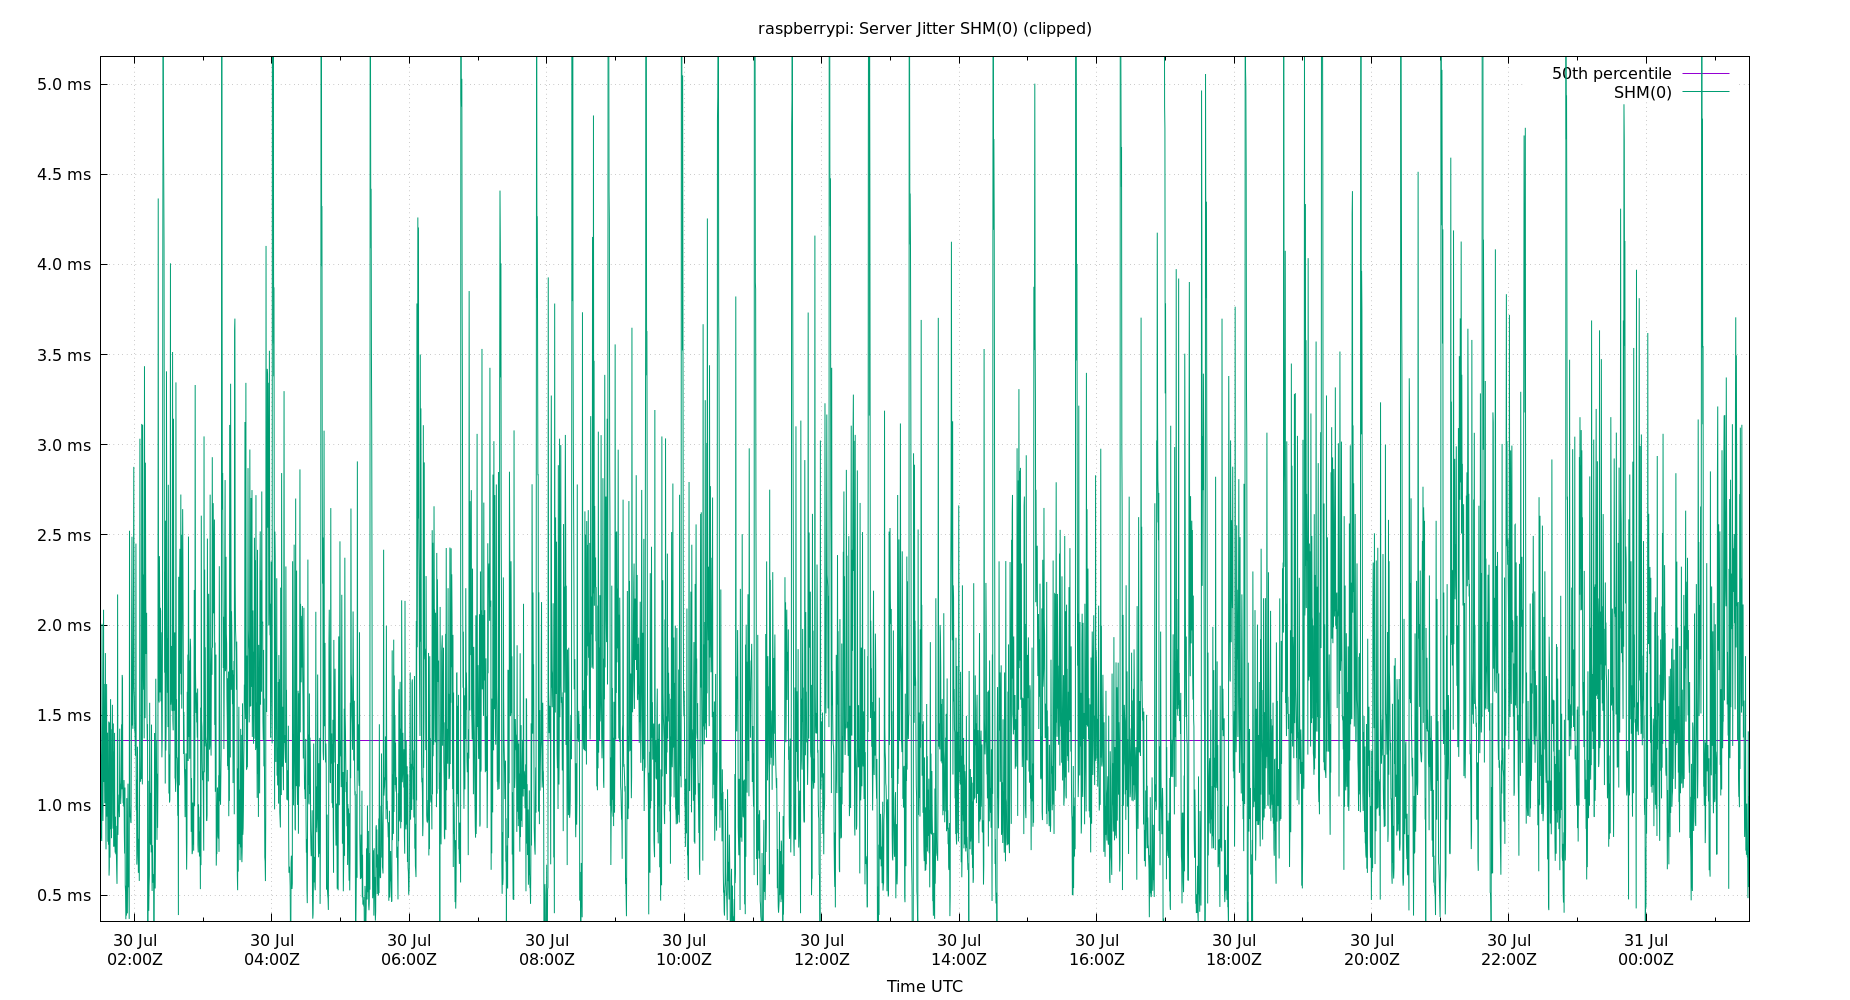 raspberrypi: Server Jitter SHM(0) (clipped)
50th percentile
SHM(0)
5.0 ms
4.5 ms
4.0 ms
3.5 ms
3.0 ms
2.5 ms
2.0 ms
1.5 ms
1.0 ms
0.5 ms
30 Jul 30 Jul 30 Jul 30 Jul 30 Jul 30 Jul 30 Jul 30 Jul 30 Jul 30 Jul 30 Jul 31 Jul
02:00Z 04:00Z 06:00Z 08:00Z 10:00Z 12:00Z 14:00Z 16:00Z 18:00Z 20:00Z 22:00Z 00:00Z
Time UTC